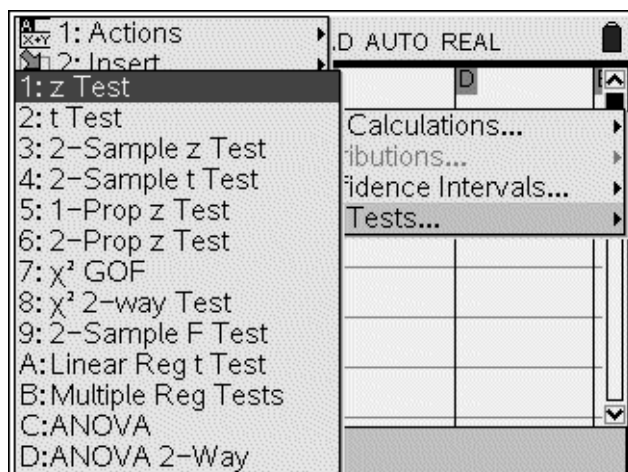 1: Actions
2: Insert
.D AUTO REAL
D
1: z Test
2: t Test
3: 2-Sample z Test
4: 2-Sample t Test
5: 1-Prop z Test
6: 2-Prop z Test
7: χ² GOF
8: χ² 2-way Test
9: 2-Sample F Test
A:Linear Reg t Test
B:Multiple Reg Tests
C:ANOVA
D:ANOVA 2-Way
Calculations...
ributions...
fidence Intervals...
Tests...